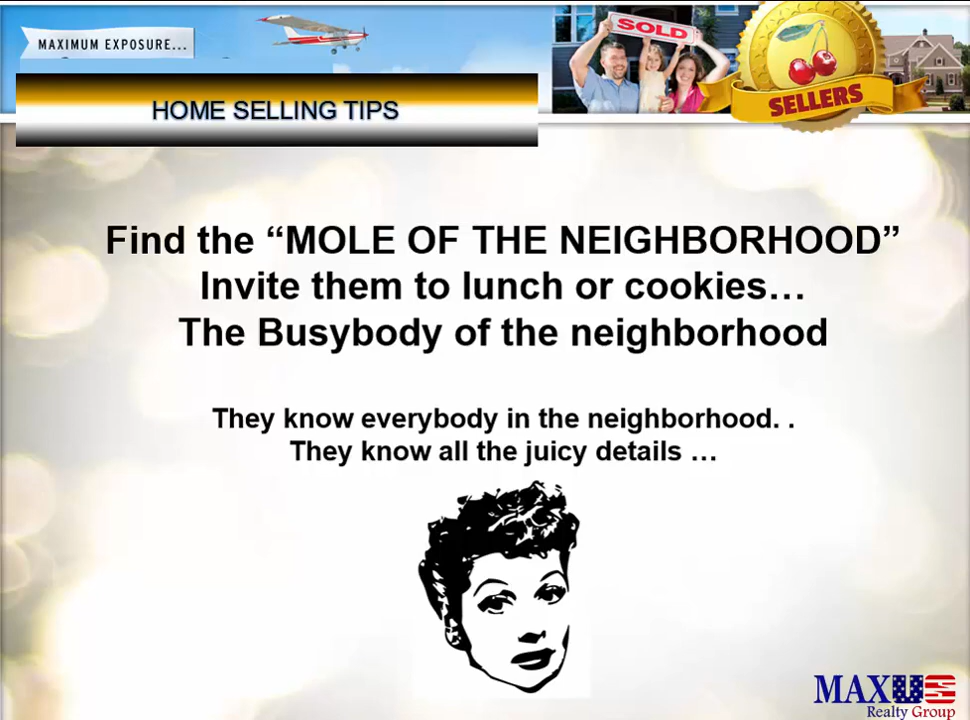 MAXIMUM EXPOSURE...
SOLD
SELLERS
HOME SELLING TIPS
Find the “MOLE OF THE NEIGHBORHOOD”
Invite them to lunch or cookies…
The Busybody of the neighborhood
They know everybody in the neighborhood. .
They know all the juicy details …
MAXUS
Realty Group